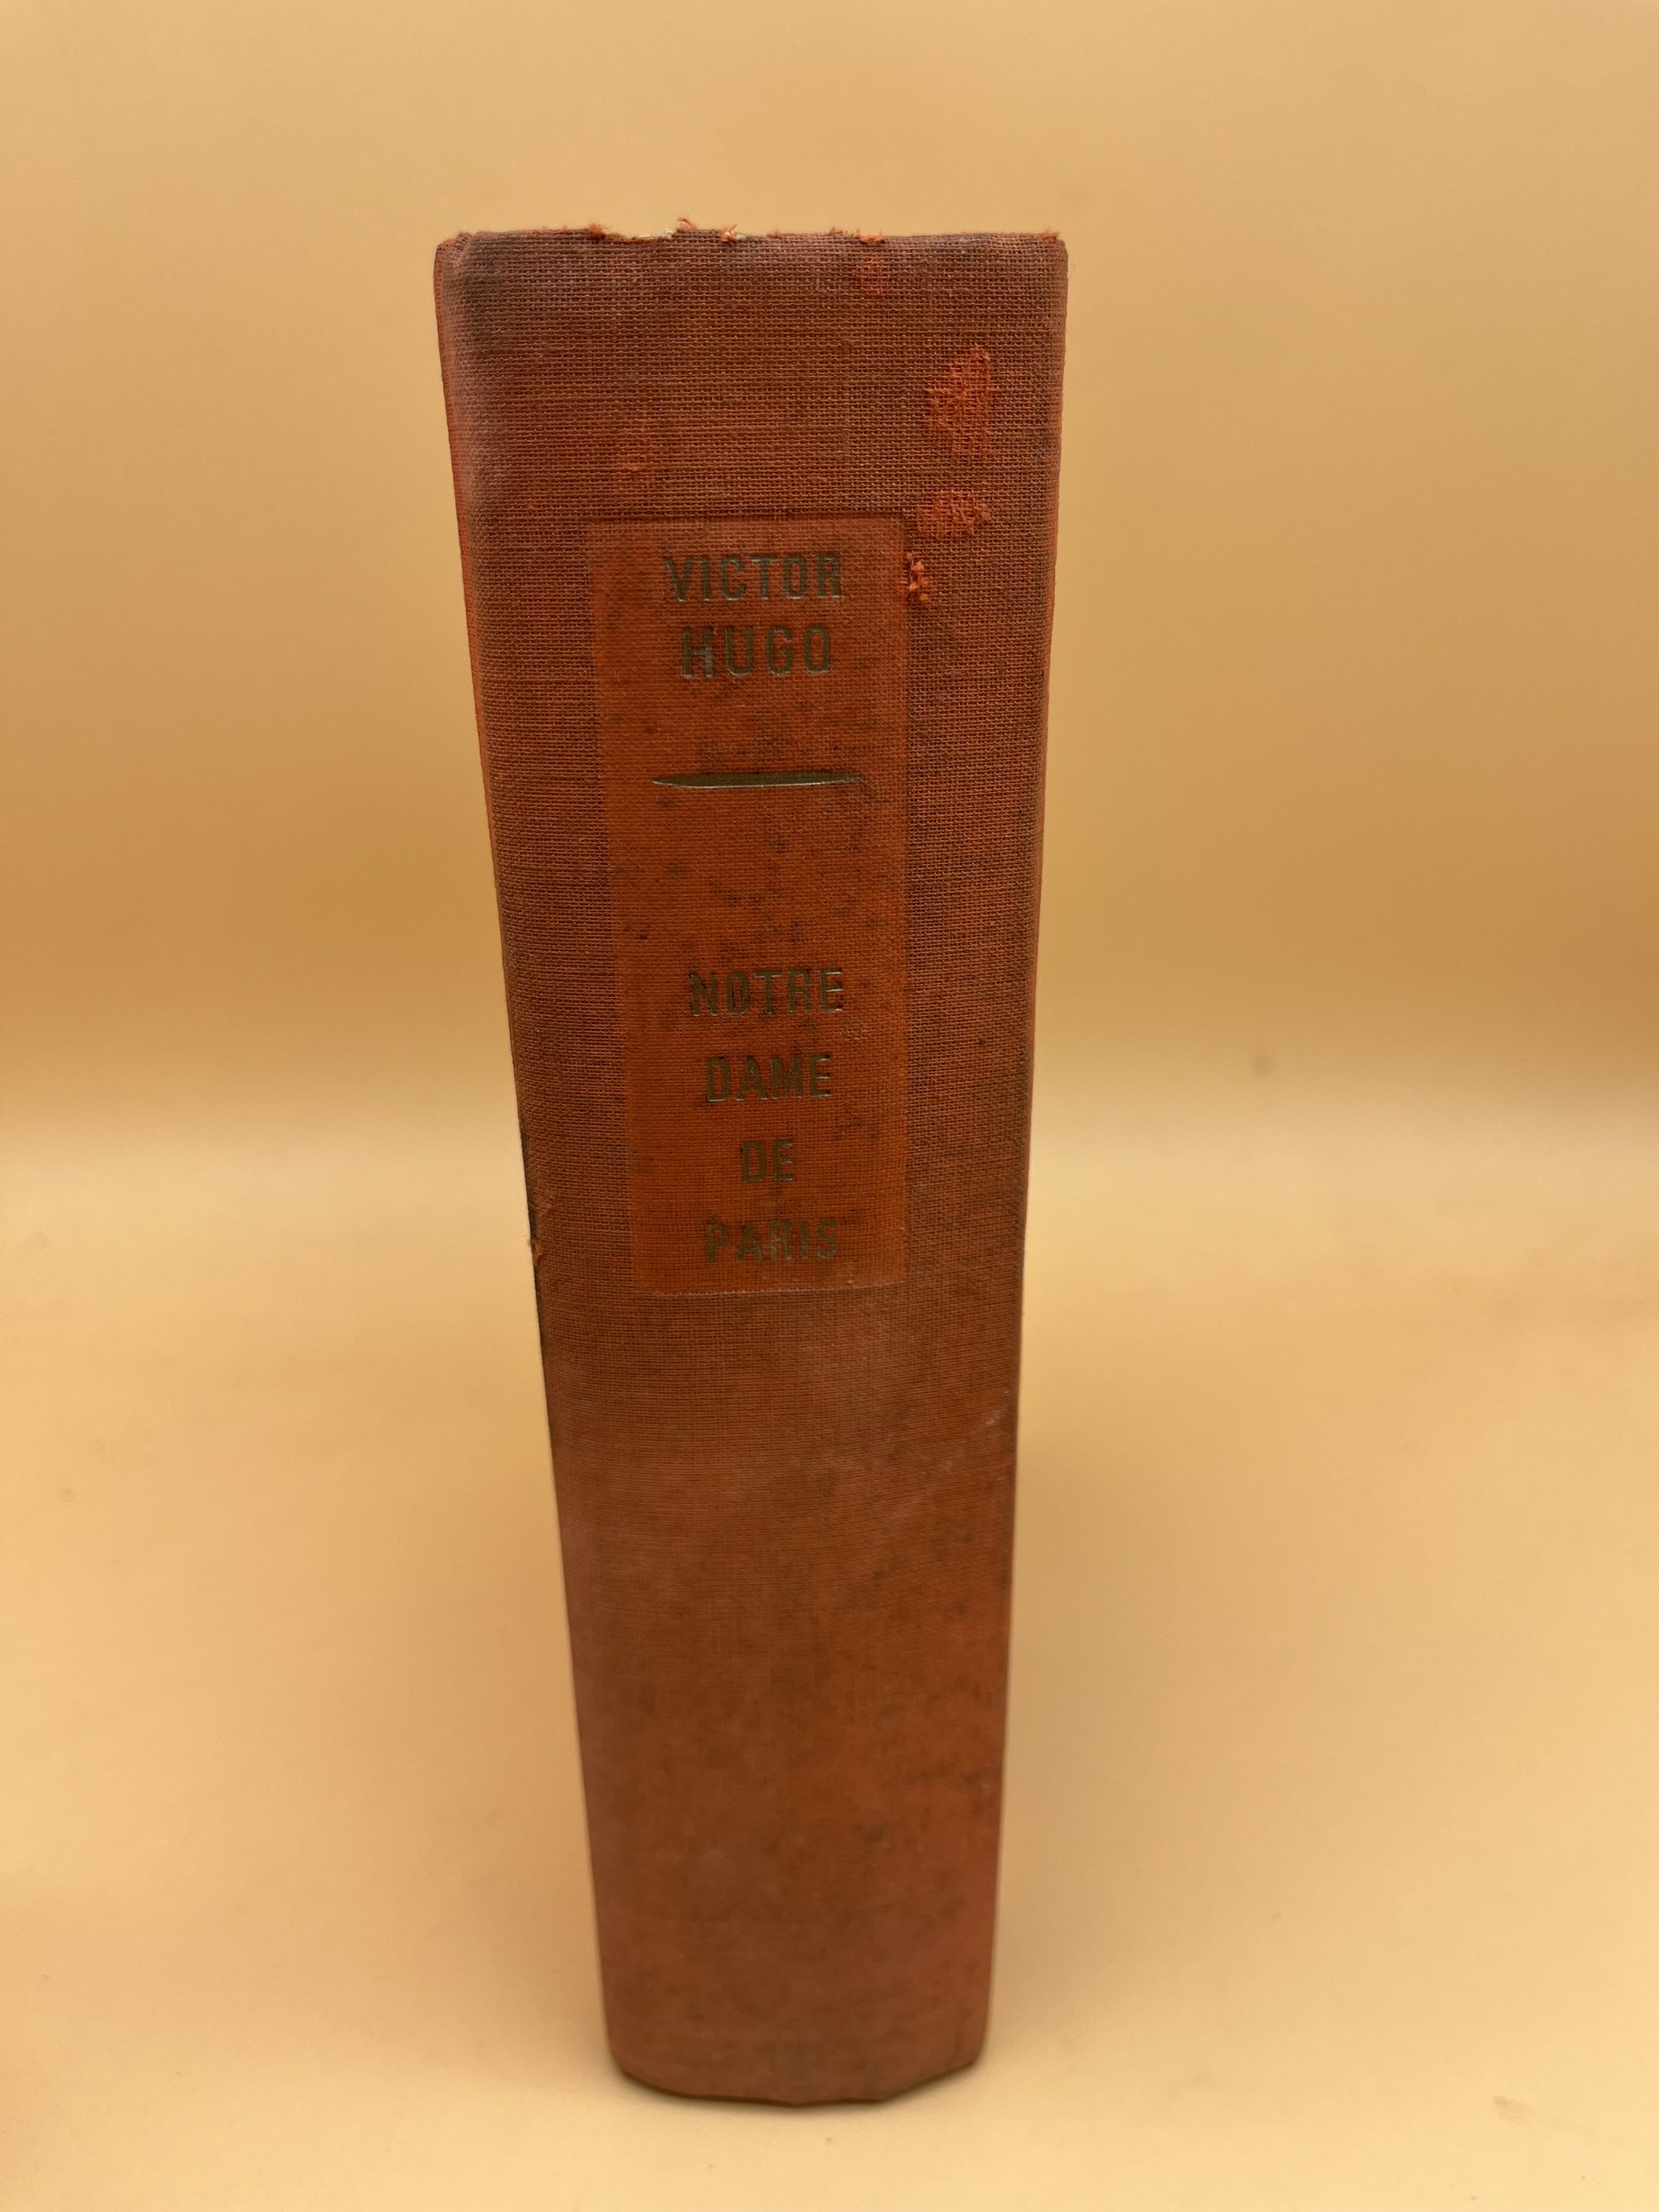 VICTOR
HUGO
NOTRE
DAME
DE
PARIS